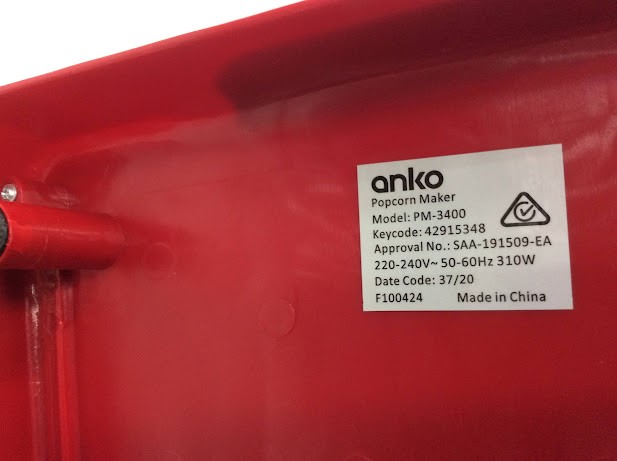 anko
Popcorn Maker
Model: PM-3400
Keycode: 42915348
Approval No.: SAA-191509-EA
220-240V~ 50-60Hz 310W
Date Code: 37/20
F100424 Made in China